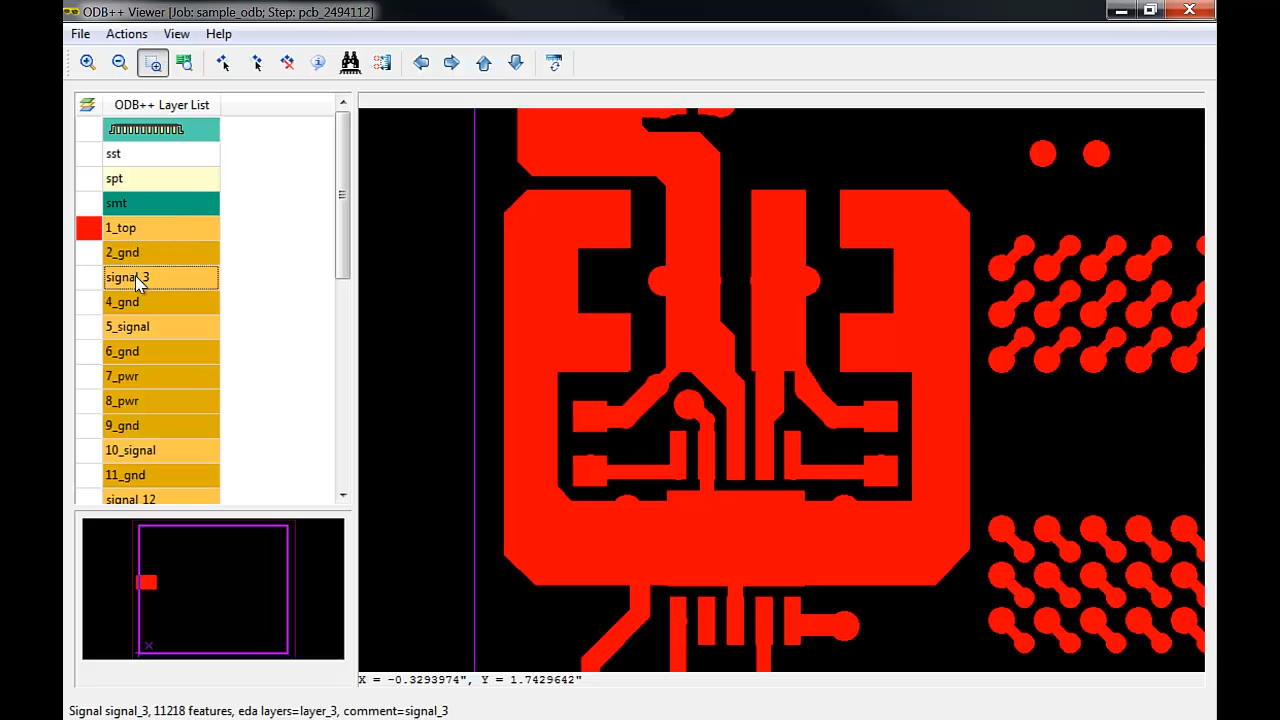 ODB++ Viewer [Job: sample_odb; Step: pcb_2494112]
File Actions View Help
ODB++ Layer List
sst
spt
smt
1_top
2_gnd
signal_3
4_gnd
5_signal
6_gnd
7_pwr
8_pwr
9_gnd
10_signal
11_gnd
signal_12
X = -0.3293974", Y = 1.7429642"
Signal signal_3, 11218 features, eda layers=layer_3, comment=signal_3